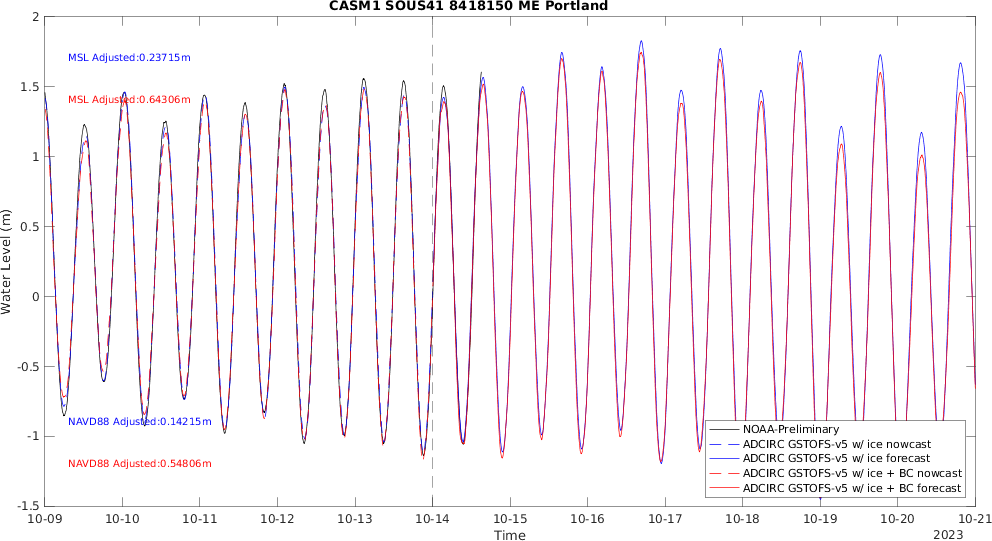 CASM1 SOUS41 8418150 ME Portland
2
MSL Adjusted:0.23715m
1.5
MSL Adjusted:0.64306m
1
0.5
Water Level (m)
0
-0.5
NAVD88 Adjusted:0.14215m
-1
NAVD88 Adjusted:0.54806m
-1.5
NOAA-Preliminary
ADCIRC GSTOFS-v5 w/ ice nowcast
ADCIRC GSTOFS-v5 w/ ice forecast
ADCIRC GSTOFS-v5 w/ ice + BC nowcast
ADCIRC GSTOFS-v5 w/ ice + BC forecast
10-09 10-10 10-11 10-12 10-13 10-14 10-15 10-16 10-17 10-18 10-19 10-20 10-21
Time
2023